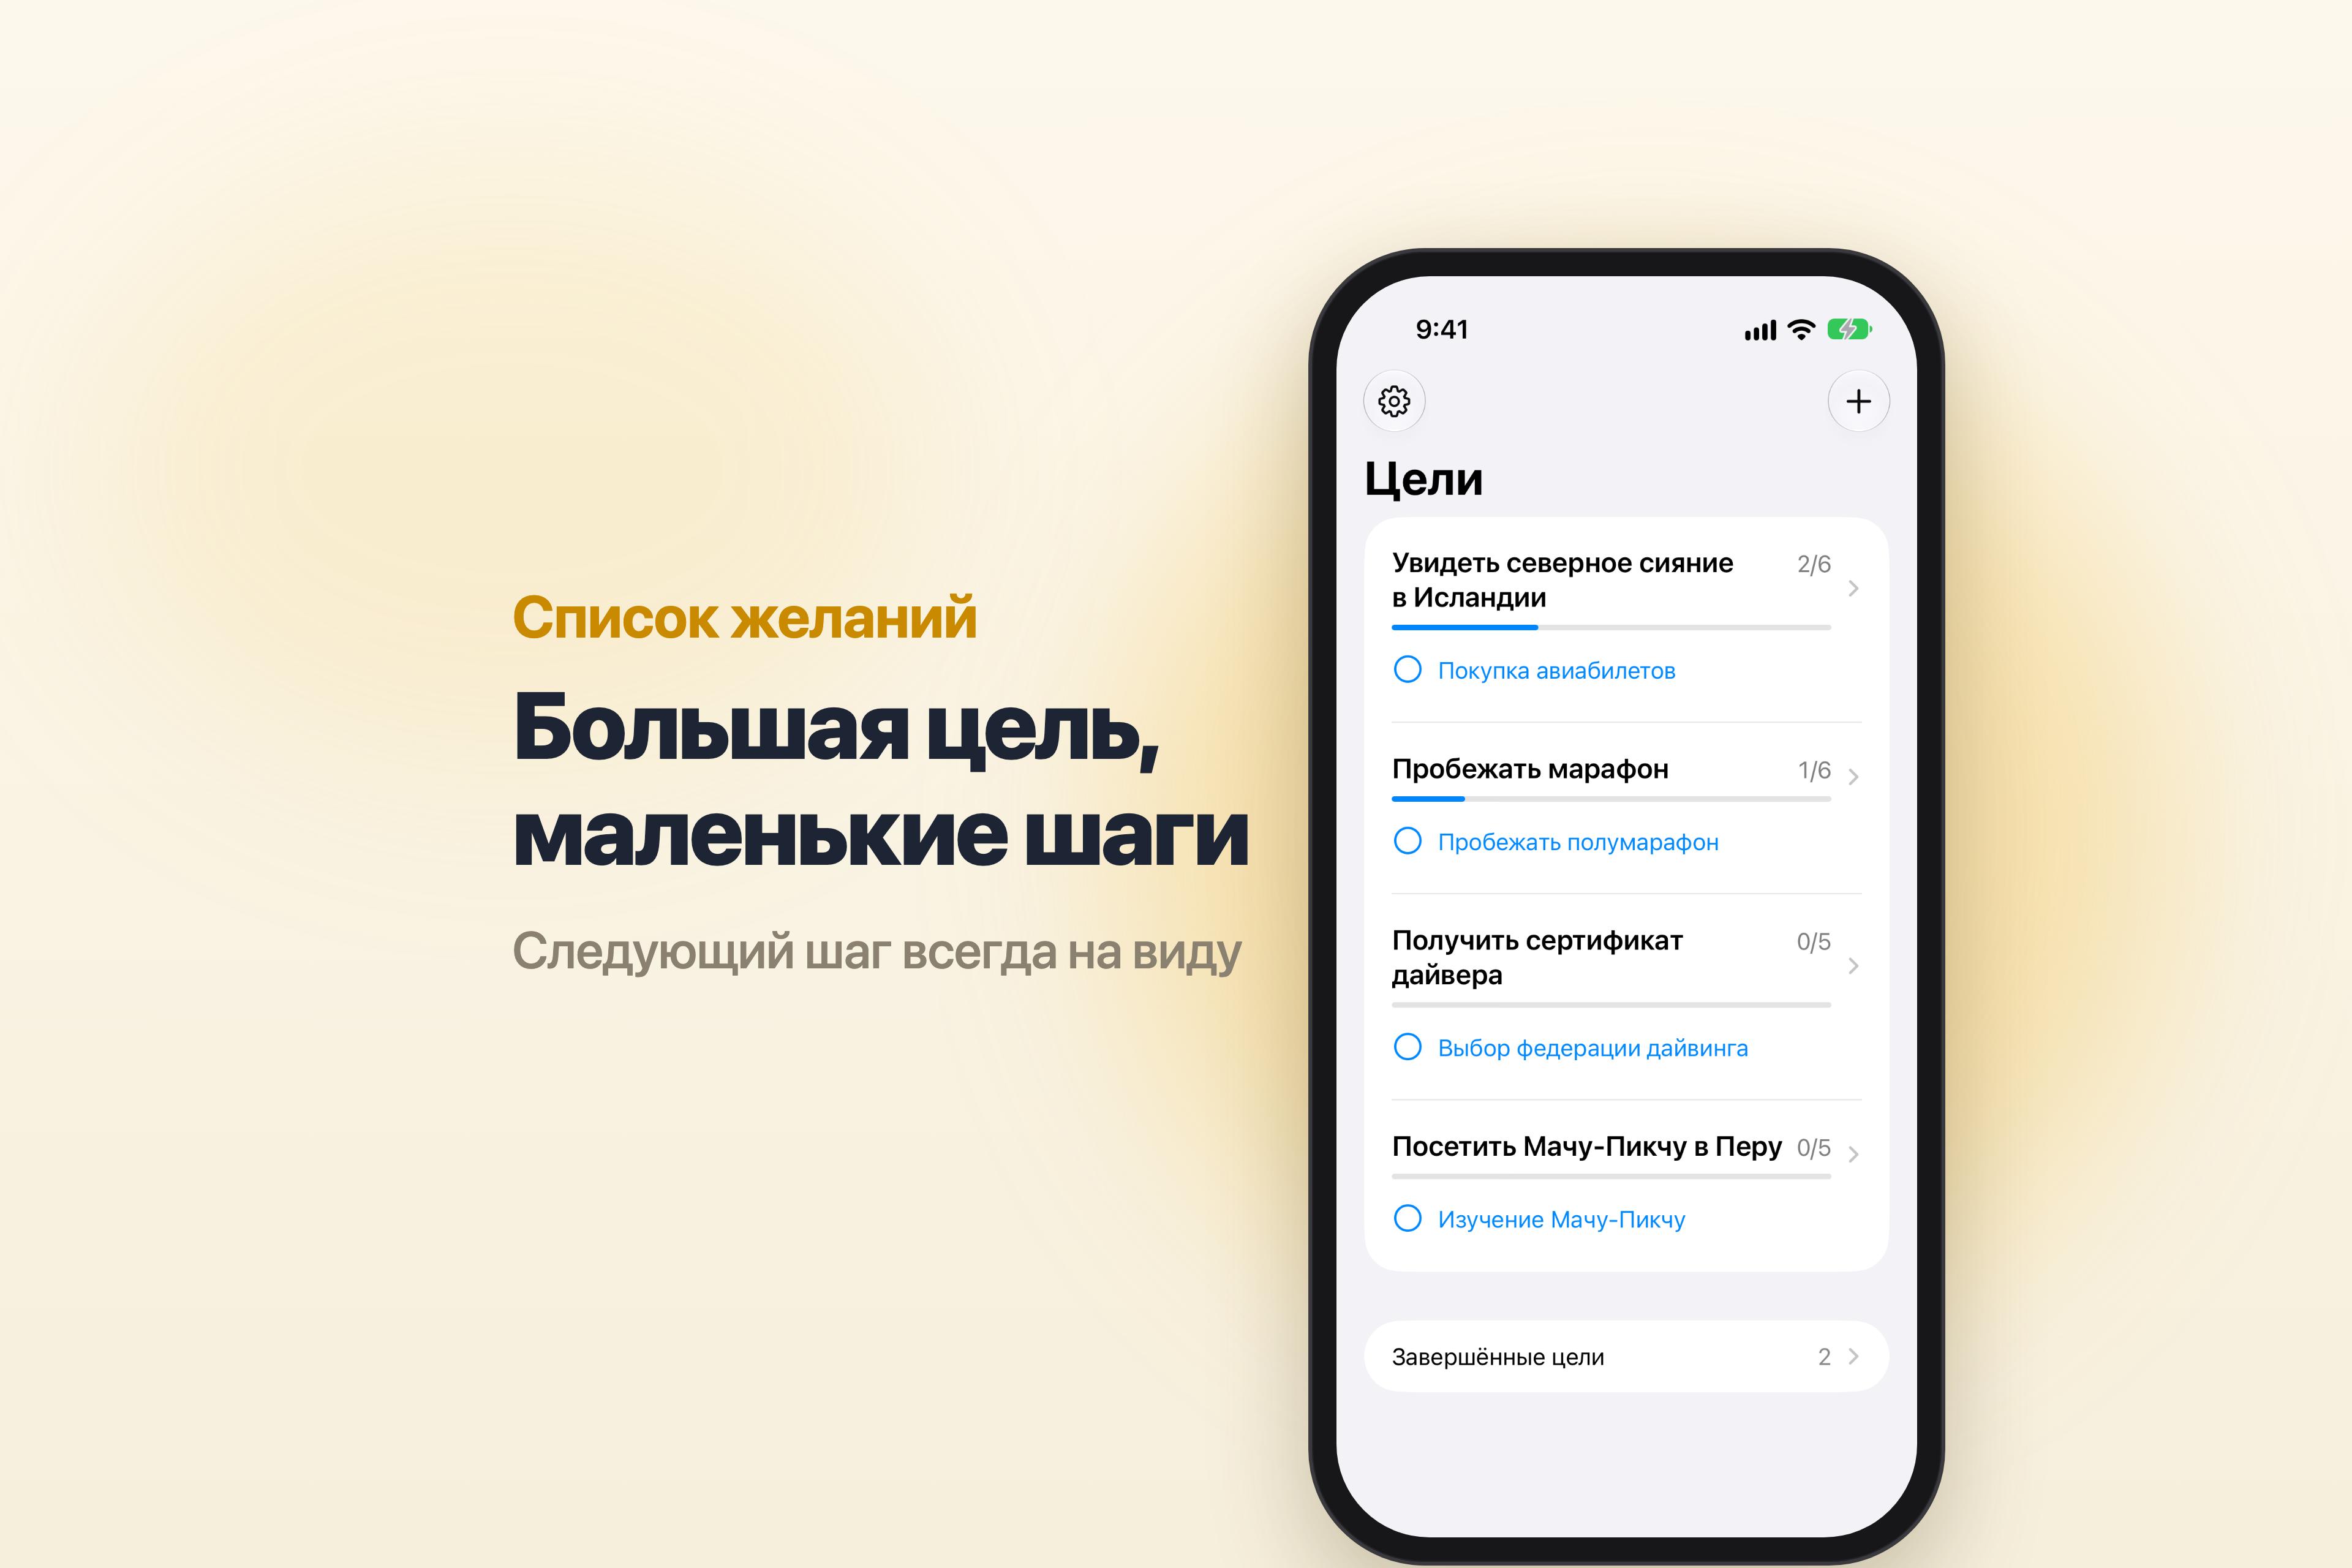 Список желаний
Большая цель,
маленькие шаги
Следующий шаг всегда на виду
9:41
Цели
Увидеть северное сияние 2/6
в Исландии
Покупка авиабилетов
Пробежать марафон 1/6
Пробежать полумарафон
Получить сертификат 0/5
дайвера
Выбор федерации дайвинга
Посетить Мачу-Пикчу в Перу 0/5
Изучение Мачу-Пикчу
Завершённые цели 2